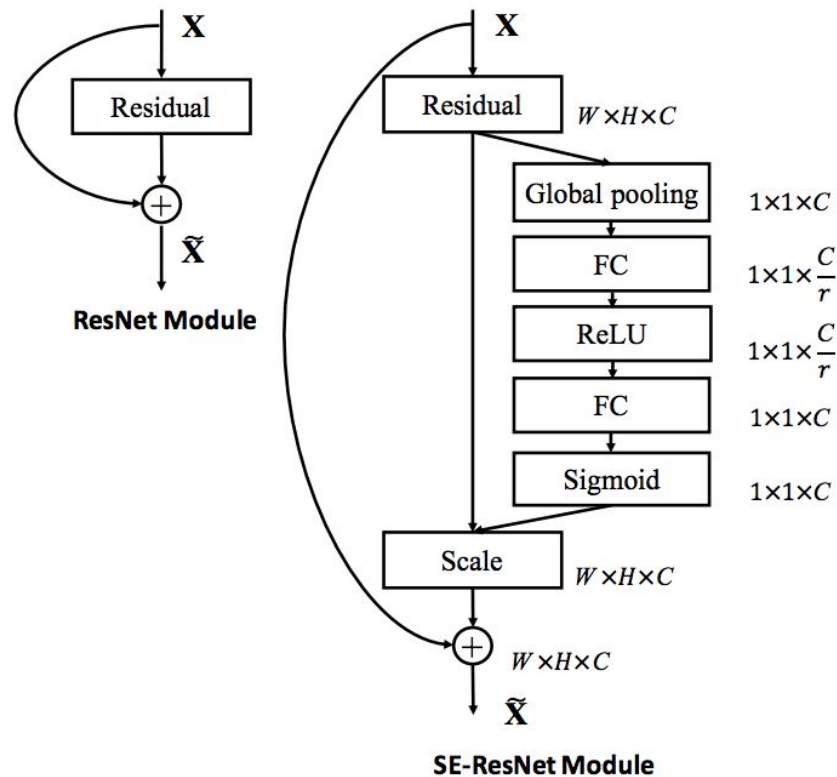 X
Residual
+
X̃
ResNet Module
X
Residual
W×H×C
Global pooling
1×1×C
FC
1×1×C/r
ReLU
1×1×C/r
FC
1×1×C
Sigmoid
1×1×C
Scale
W×H×C
+
W×H×C
X̃
SE-ResNet Module